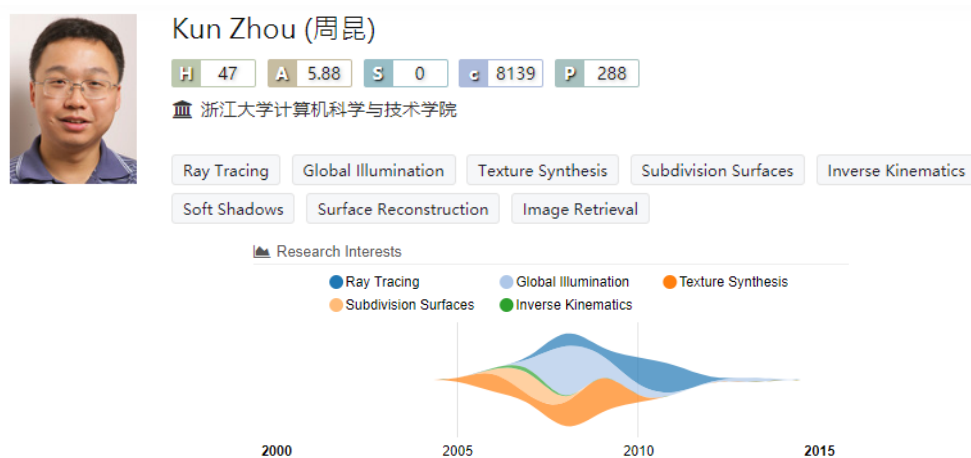 Kun Zhou (周昆)
H 47 A 5.88 S 0 c 8139 P 288
浙江大学计算机科学与技术学院
Ray Tracing Global Illumination Texture Synthesis Subdivision Surfaces Inverse Kinematics
Soft Shadows Surface Reconstruction Image Retrieval
Research Interests
Ray Tracing Global Illumination Texture Synthesis
Subdivision Surfaces Inverse Kinematics
2000 2005 2010 2015